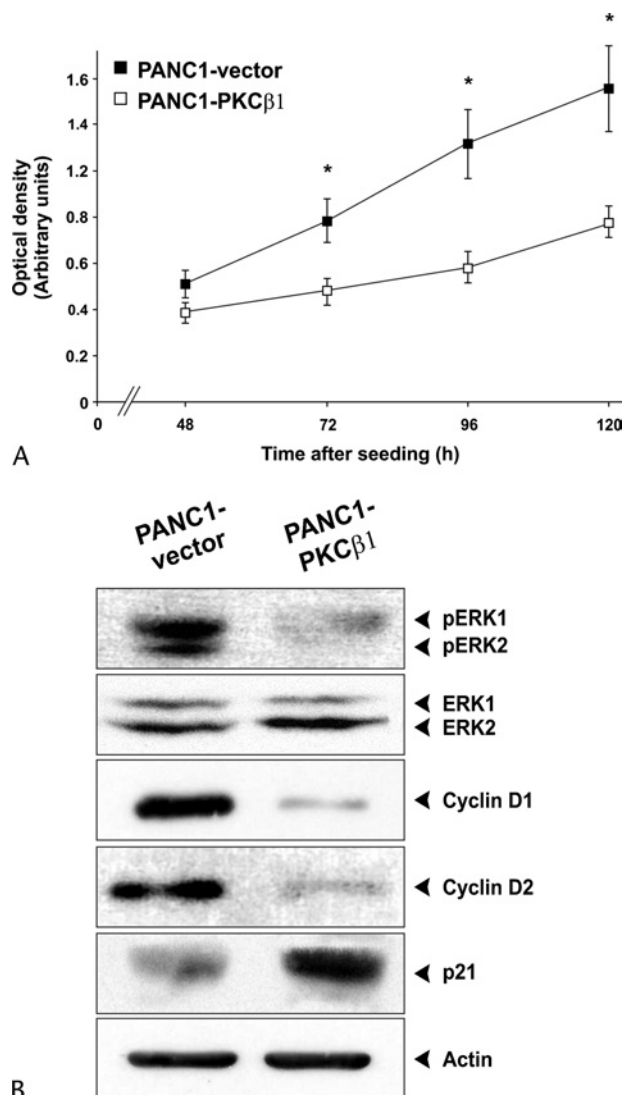 Optical density
(Arbitrary units)
1.6
1.4
1.2
0.8
0.6
0.4
0.2
0
PANC1-vector
PANC1-PKCβ1
*
*
*
0
48
72
96
120
Time after seeding (h)
A
PANC1-
vector
PANC1-
PKCβ1
pERK1
pERK2
ERK1
ERK2
Cyclin D1
Cyclin D2
p21
Actin
B